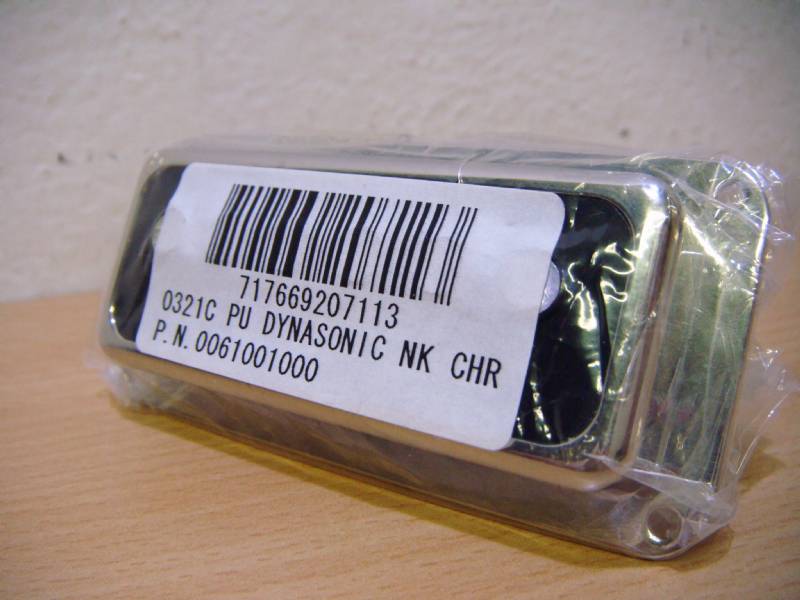 717669207113
0321C PU DYNASONIC NK CHR
P.N.0061001000